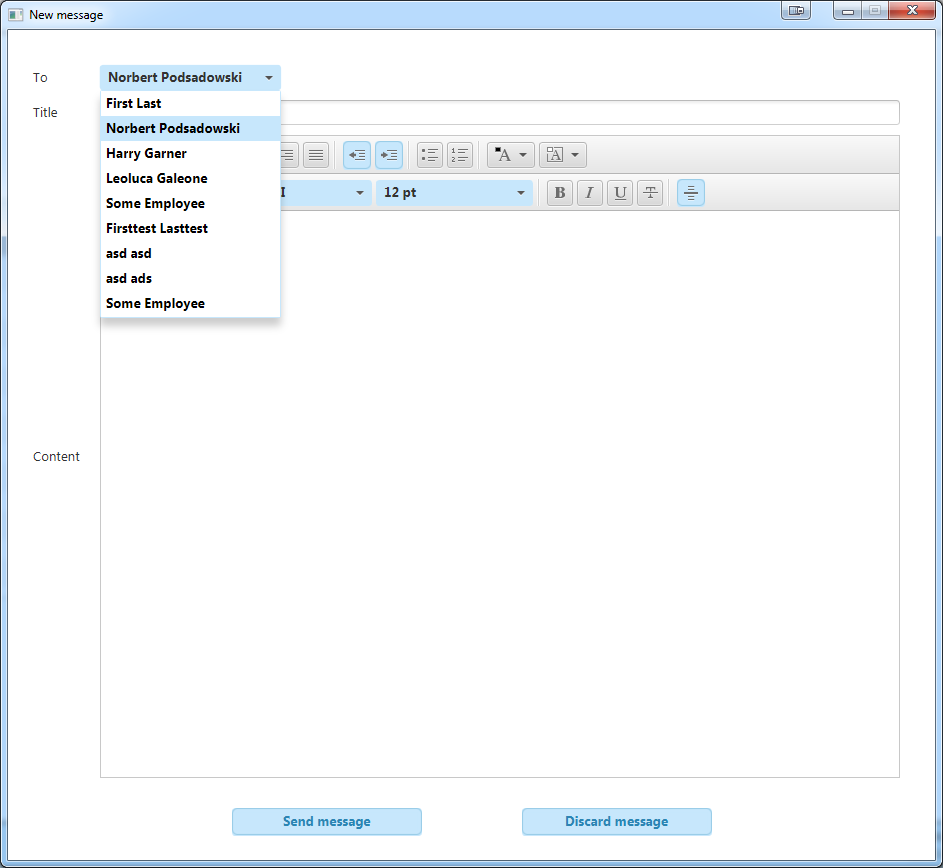 New message
To
Norbert Podsadowski
First Last
Norbert Podsadowski
Harry Garner
Leoluca Galeone
Some Employee
Firsttest Lasttest
asd asd
asd ads
Some Employee
Title
A A
12 pt
B I U T
Content
Send message Discard message